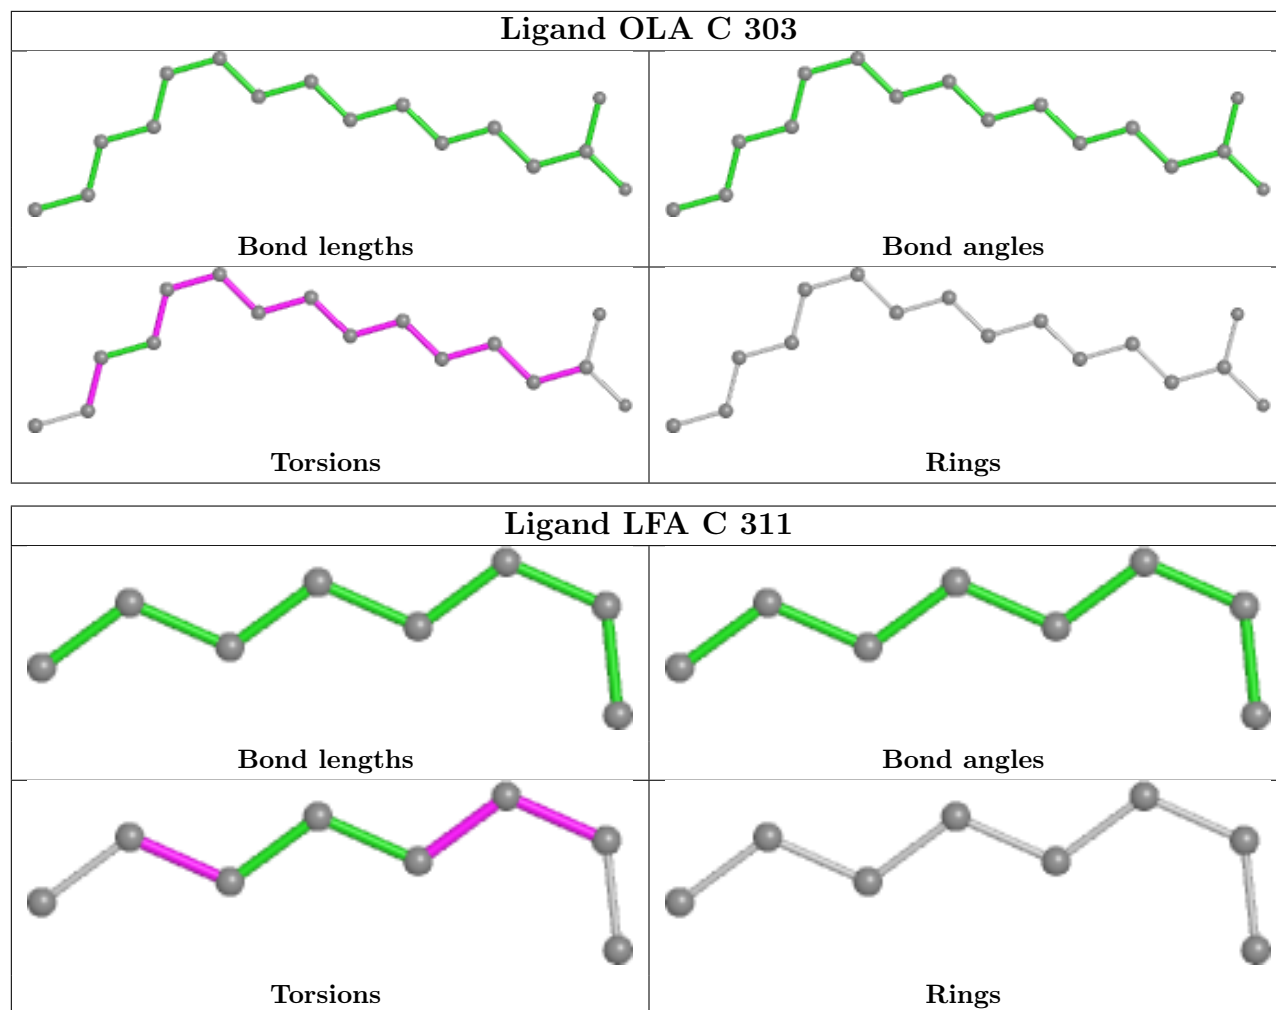 Ligand OLA C 303
Bond lengths
Bond angles
Torsions
Rings
Ligand LFA C 311
Bond lengths
Bond angles
Torsions
Rings